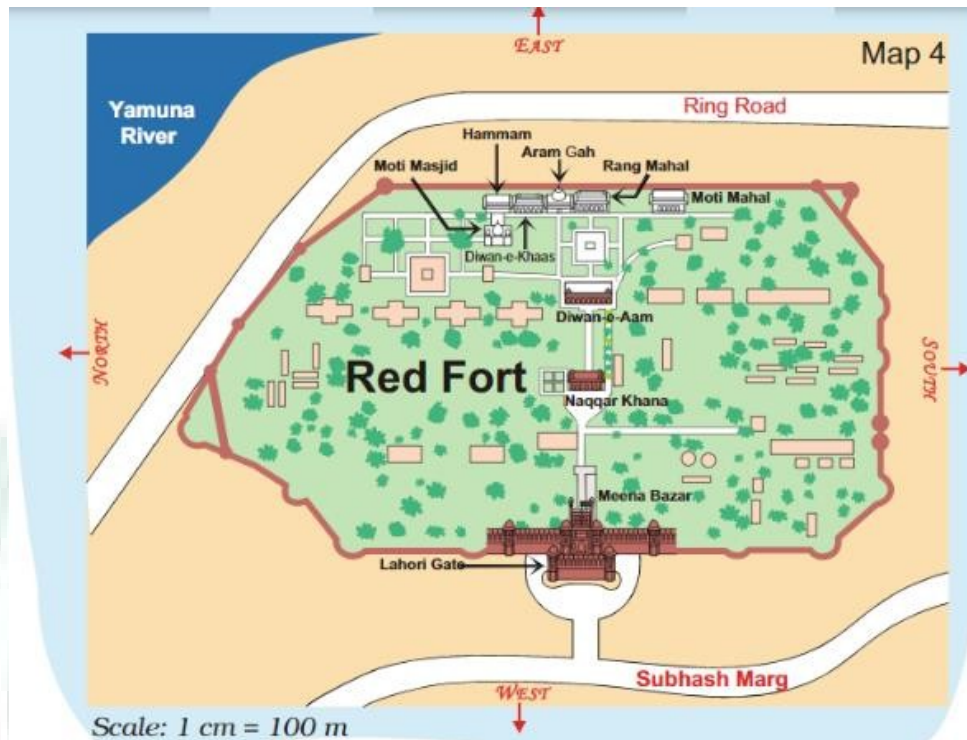 EAST
Map 4
Yamuna
River
Ring Road
Hammam
Aram Gah
Moti Masjid
Rang Mahal
Moti Mahal
Diwan-e-Khaas
Diwan-e-Aam
NORTH
SOUTH
Red Fort
Naqqar Khana
Meena Bazar
Lahori Gate
Subhash Marg
WEST
Scale: 1 cm = 100 m